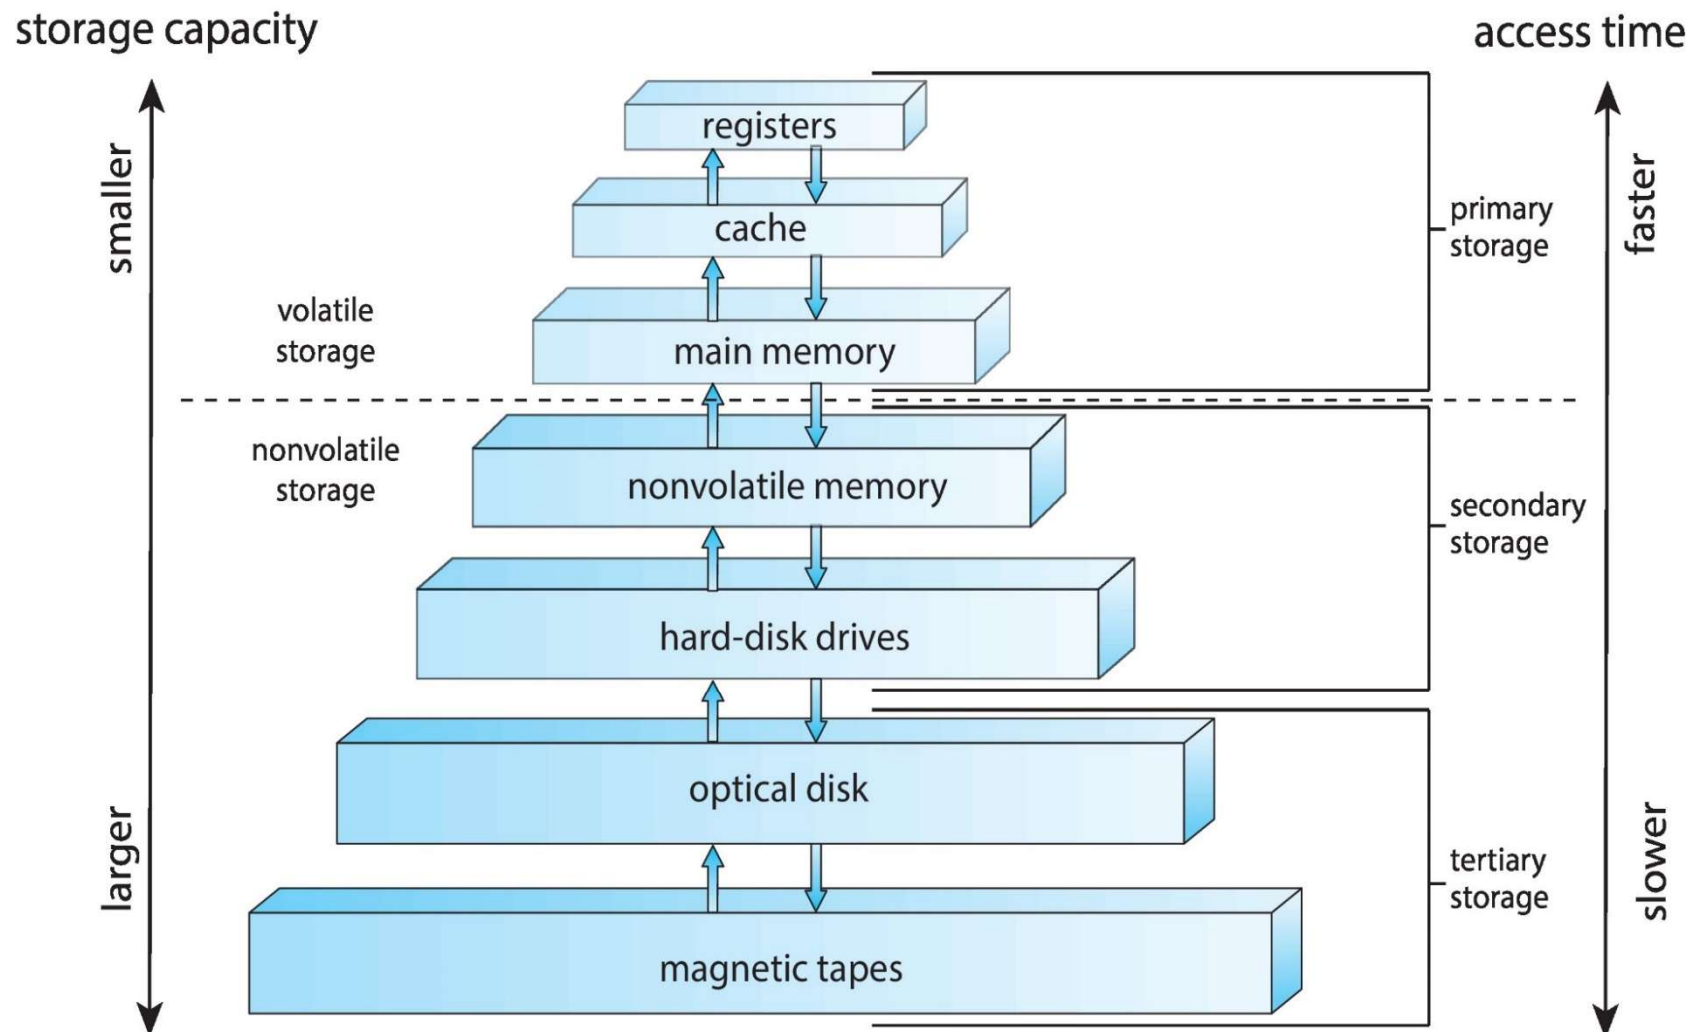 storage capacity
access time
smaller
larger
faster
slower
registers
cache
main memory
volatile
storage
nonvolatile
storage
nonvolatile memory
hard-disk drives
optical disk
magnetic tapes
primary
storage
secondary
storage
tertiary
storage